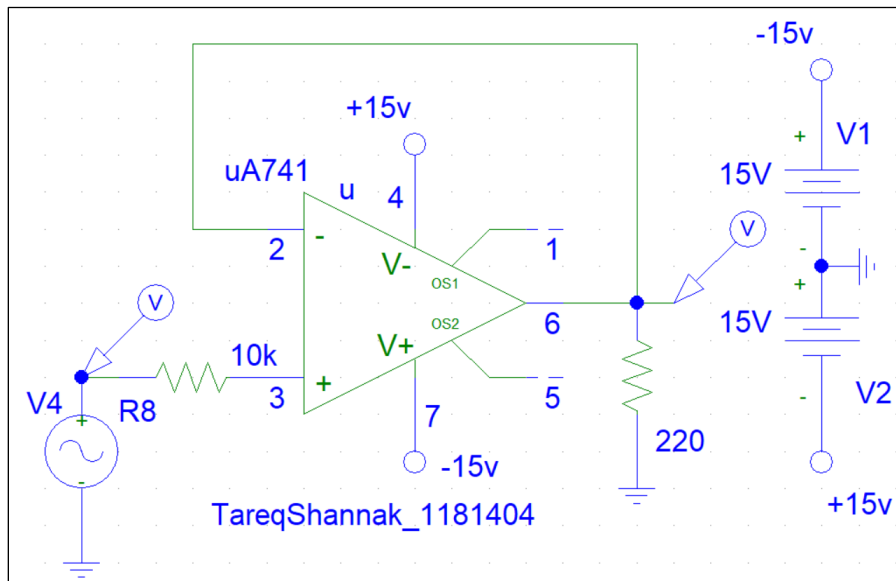 -15v
+15v
V1
uA741
u
4
15V
+
-
2
-
V-
1
OS1
V
V
-
+
6
OS2
15V
V+
10k
+
3
5
V4
R8
7
V2
+
-
220
-
-15v
+15v
TareqShannak_1181404